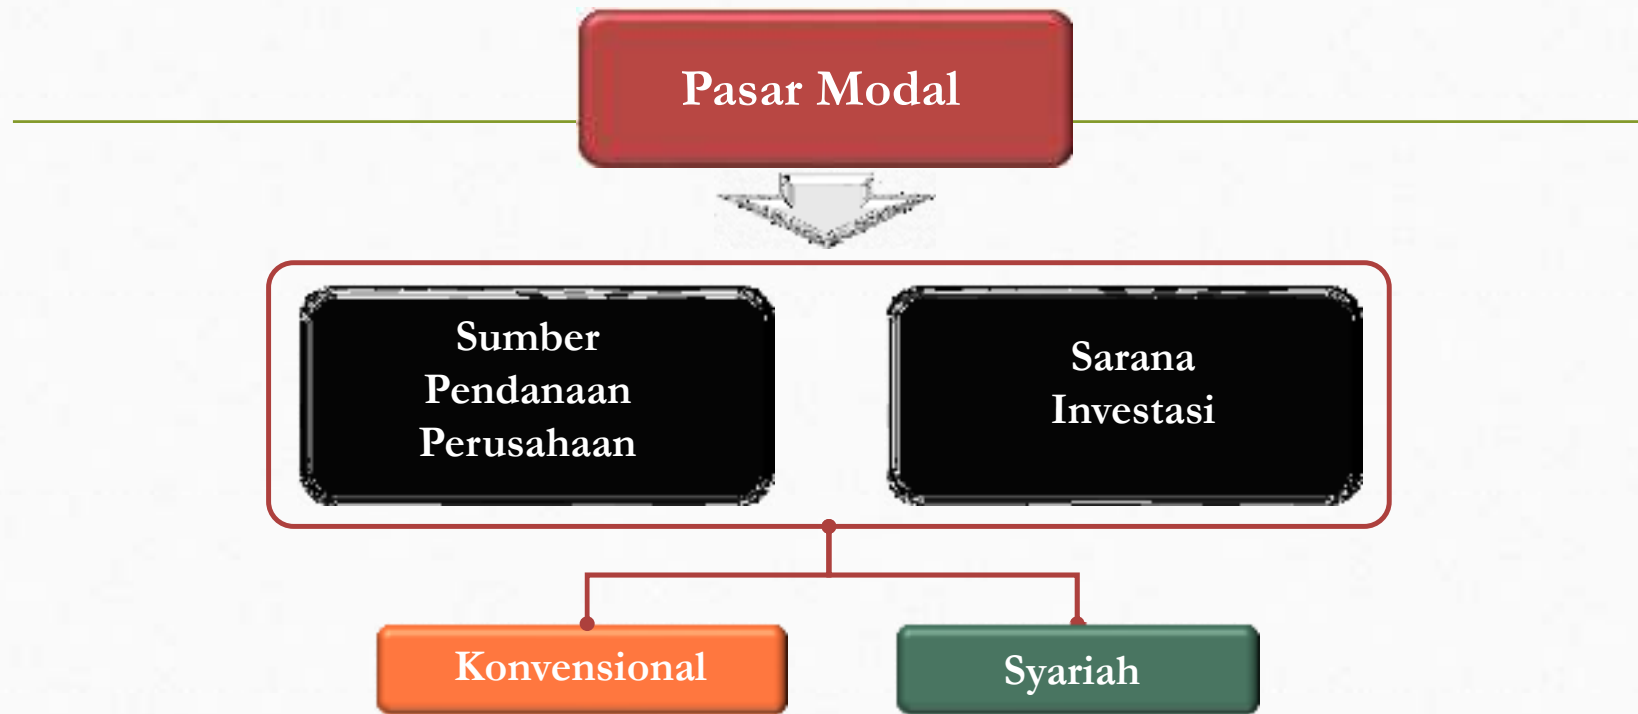 Pasar Modal
Sumber
Pendanaan
Perusahaan
Sarana
Investasi
Konvensional
Syariah